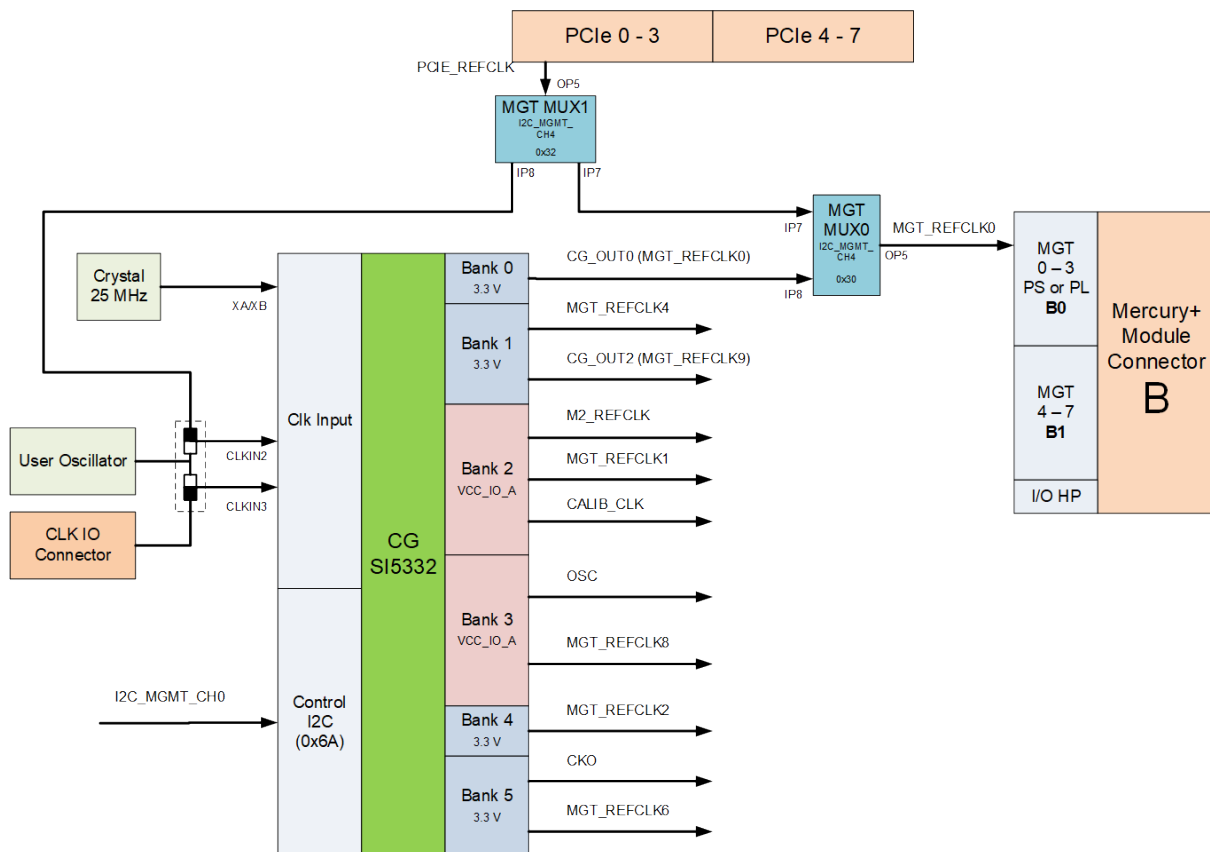 PCIe 0 - 3
PCIe 4 - 7
PCIE_REFCLK
OP5
MGT MUX1
I2C_MGMT_
CH4
0x32
IP8
IP7
MGT
MUX0
I2C_MGMT_
CH4
0x30
IP7
IP8
OP5
MGT_REFCLK0
MGT
0 – 3
PS or PL
B0
MGT
4 – 7
B1
I/O HP
Mercury+
Module
Connector
B
Crystal
25 MHz
XA/XB
User Oscillator
CLK IO
Connector
CLKIN2
CLKIN3
Clk Input
I2C_MGMT_CH0
Control
I2C
(0x6A)
CG
SI5332
Bank 0
3.3 V
CG_OUT0 (MGT_REFCLK0)
Bank 1
3.3 V
MGT_REFCLK4
CG_OUT2 (MGT_REFCLK9)
Bank 2
VCC_IO_A
M2_REFCLK
MGT_REFCLK1
CALIB_CLK
Bank 3
VCC_IO_A
OSC
MGT_REFCLK8
Bank 4
3.3 V
MGT_REFCLK2
Bank 5
3.3 V
CKO
MGT_REFCLK6